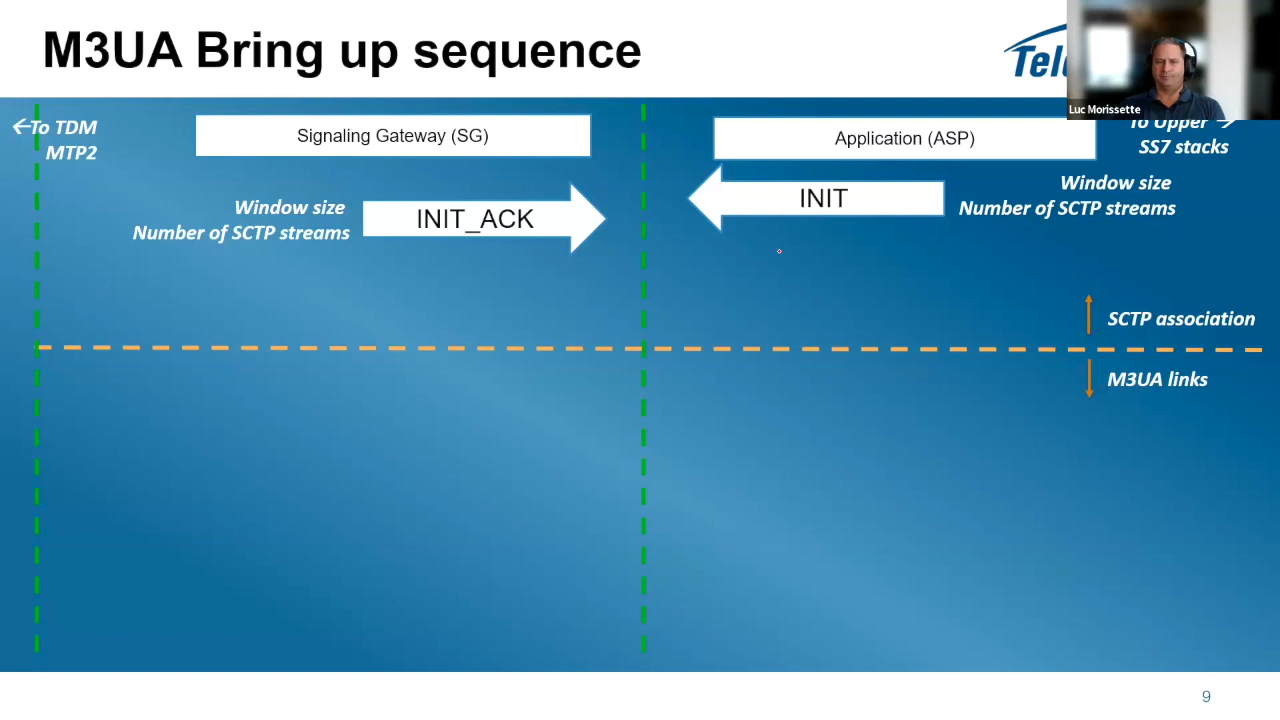 M3UA Bring up sequence
Luc Morissette
←To TDM
MTP2
Signaling Gateway (SG)
Application (ASP)
To Upper →
SS7 stacks
Window size
Number of SCTP streams
INIT_ACK
INIT
Window size
Number of SCTP streams
SCTP association
M3UA links
9